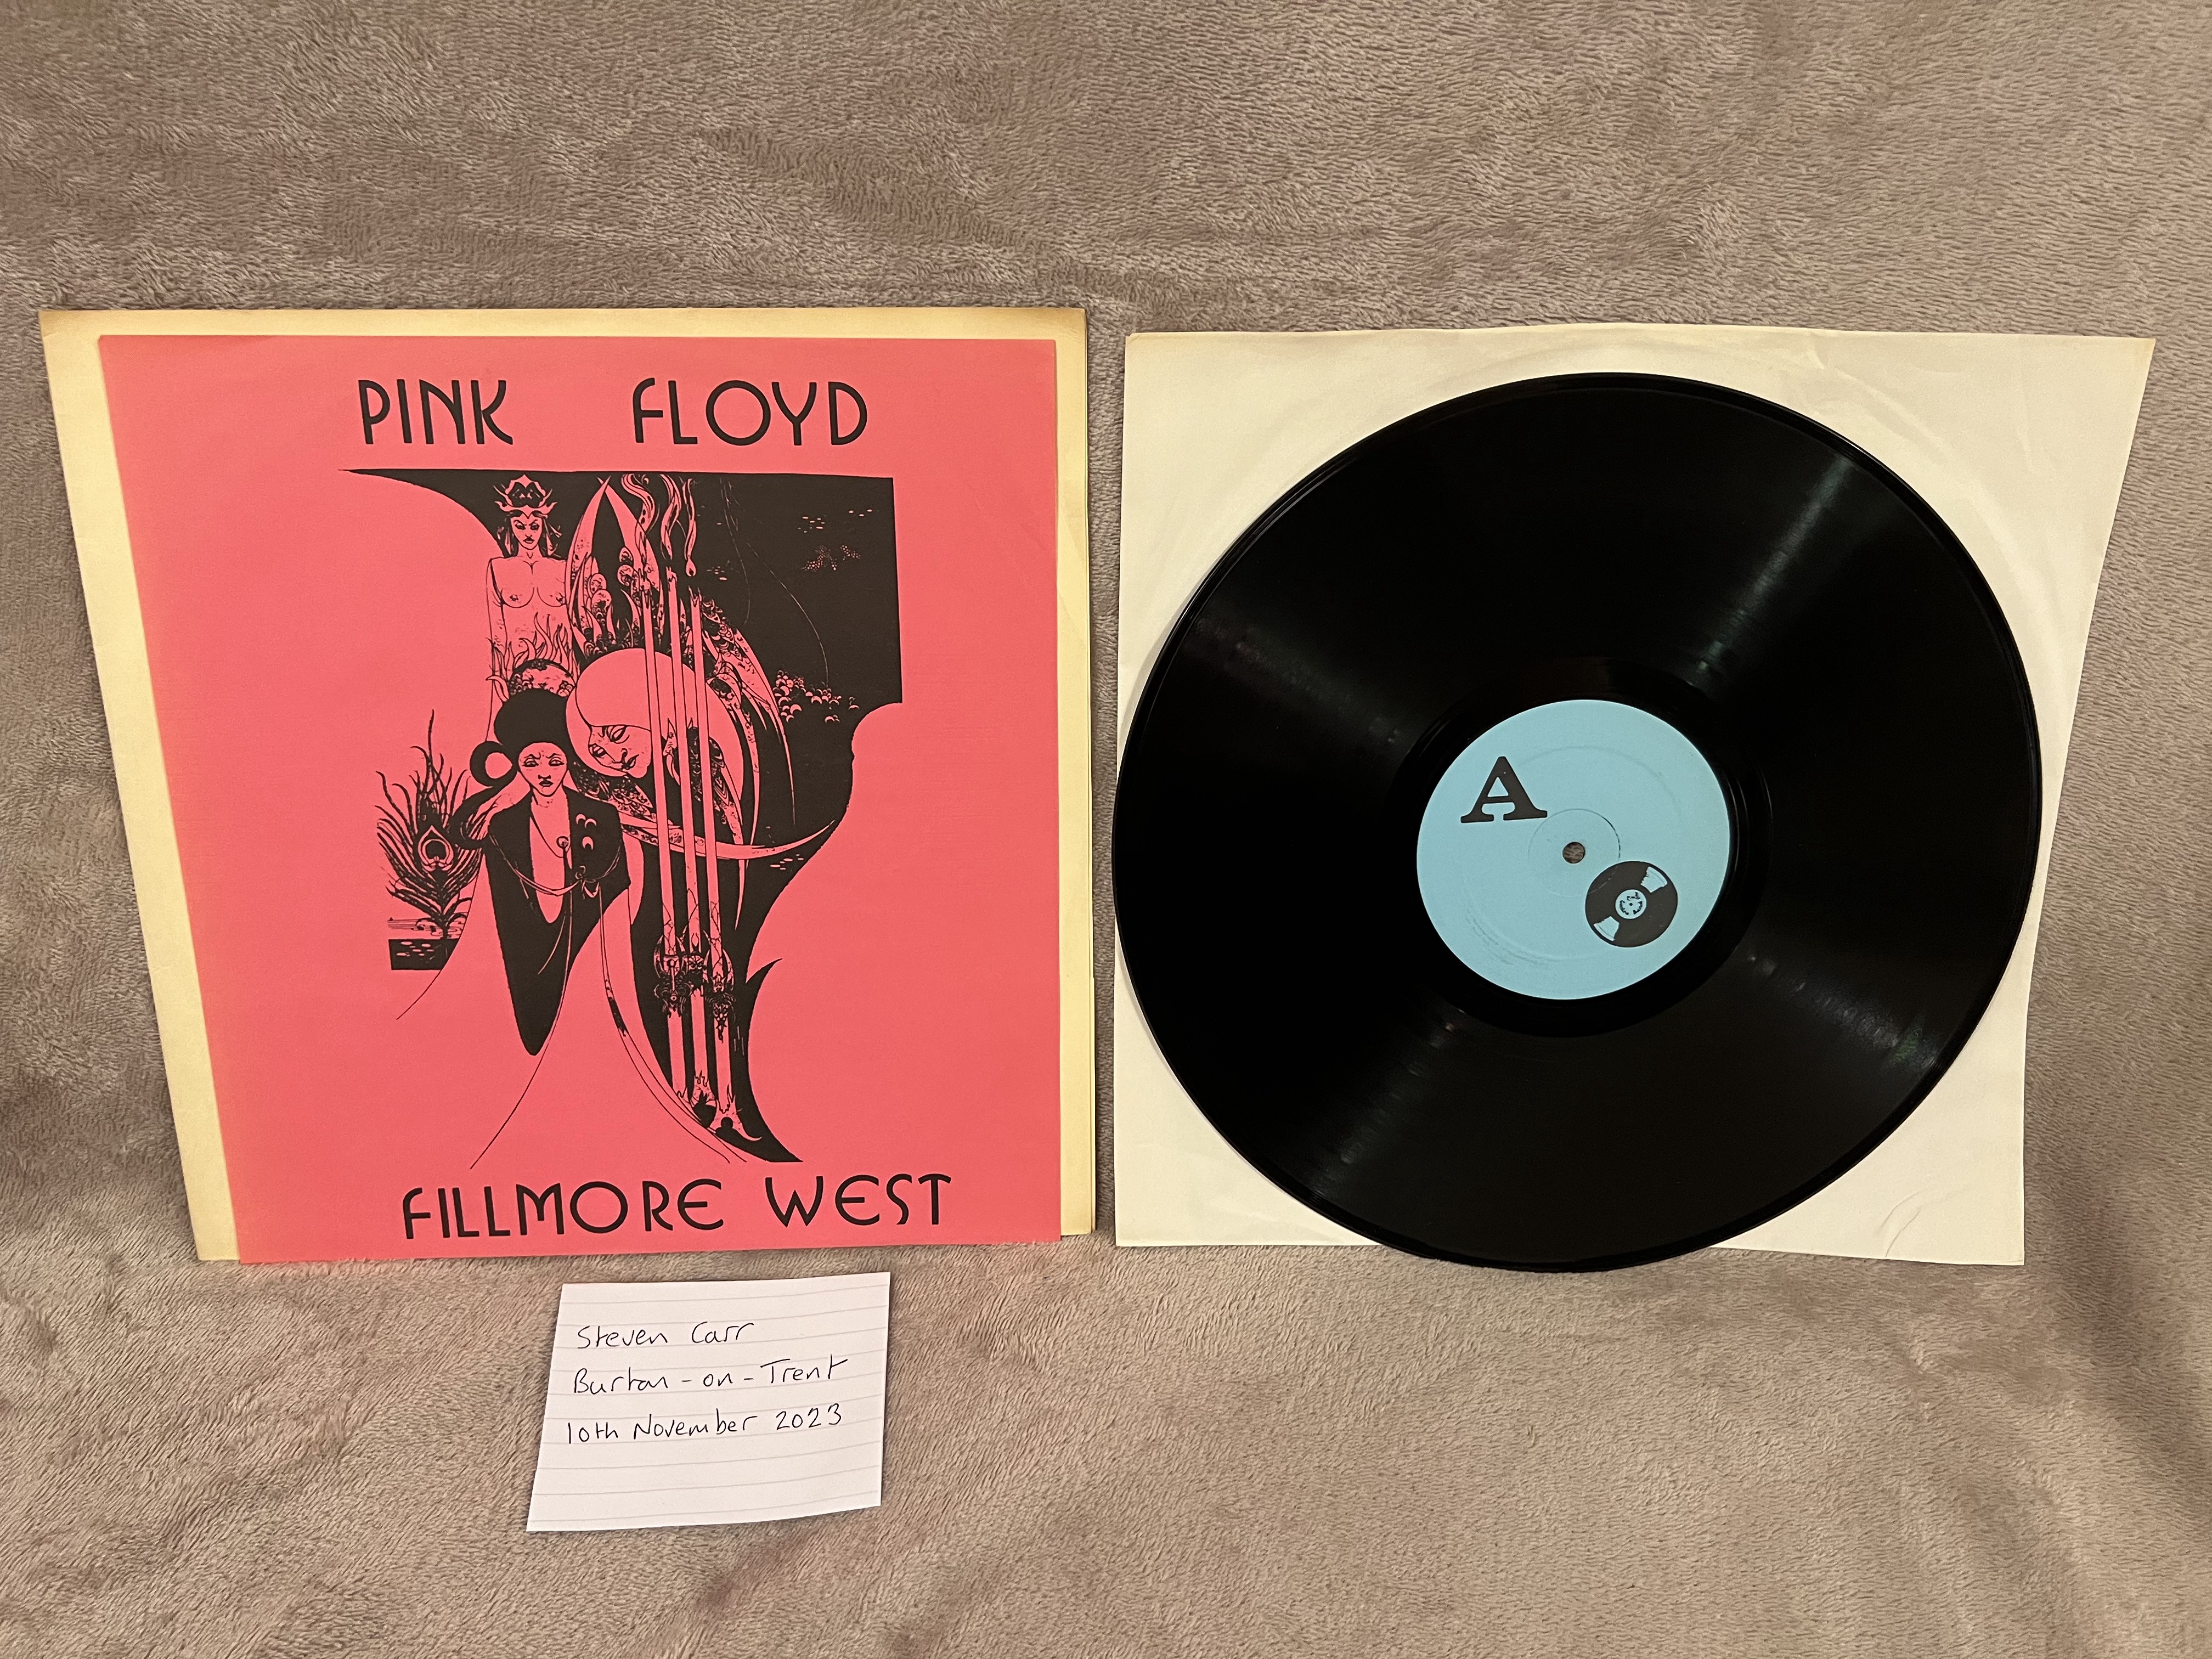 PINK FLOYD
FILLMORE WEST
A
Steven Carr
Burton-on-Trent
10th November 2023